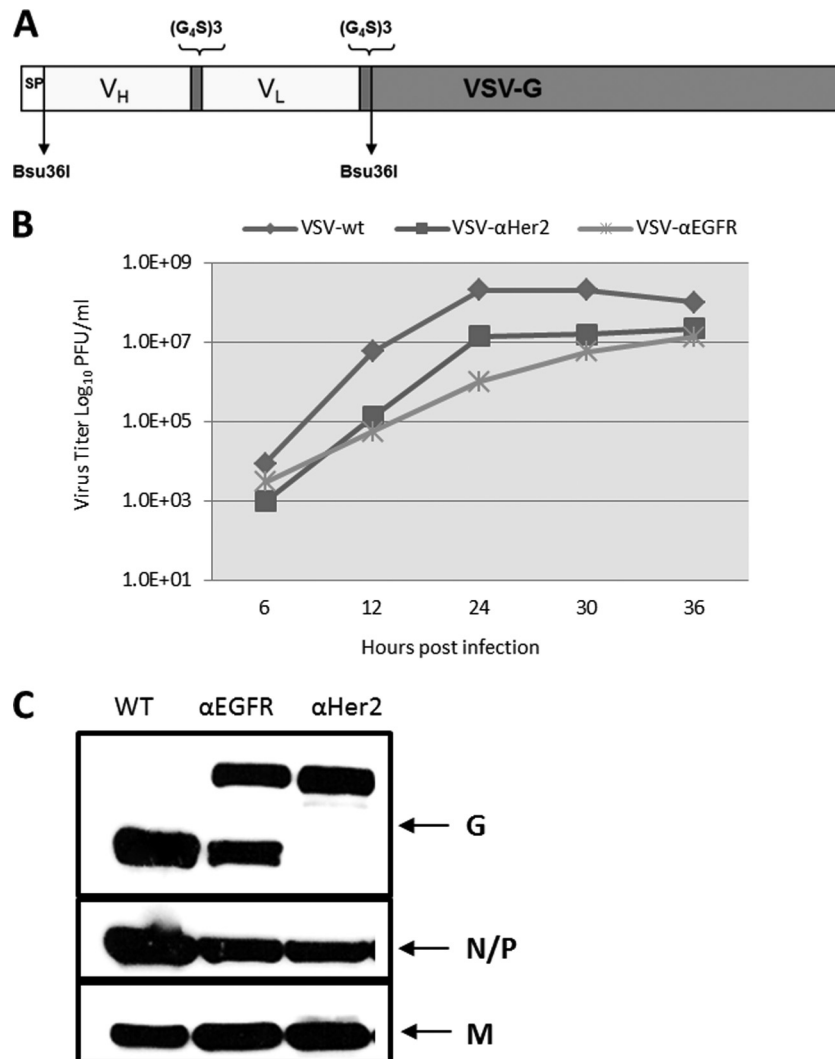 A
(G₄S)3
(G₄S)3
SP
V_H
V_L
VSV-G
Bsu36I
Bsu36I
B
VSV-wt
VSV-αHer2
VSV-αEGFR
1.0E+09
1.0E+07
1.0E+05
1.0E+03
1.0E+01
Virus Titer Log₁₀ PFU/ml
6 12 24 30 36
Hours post infection
C
WT αEGFR αHer2
G
N/P
M